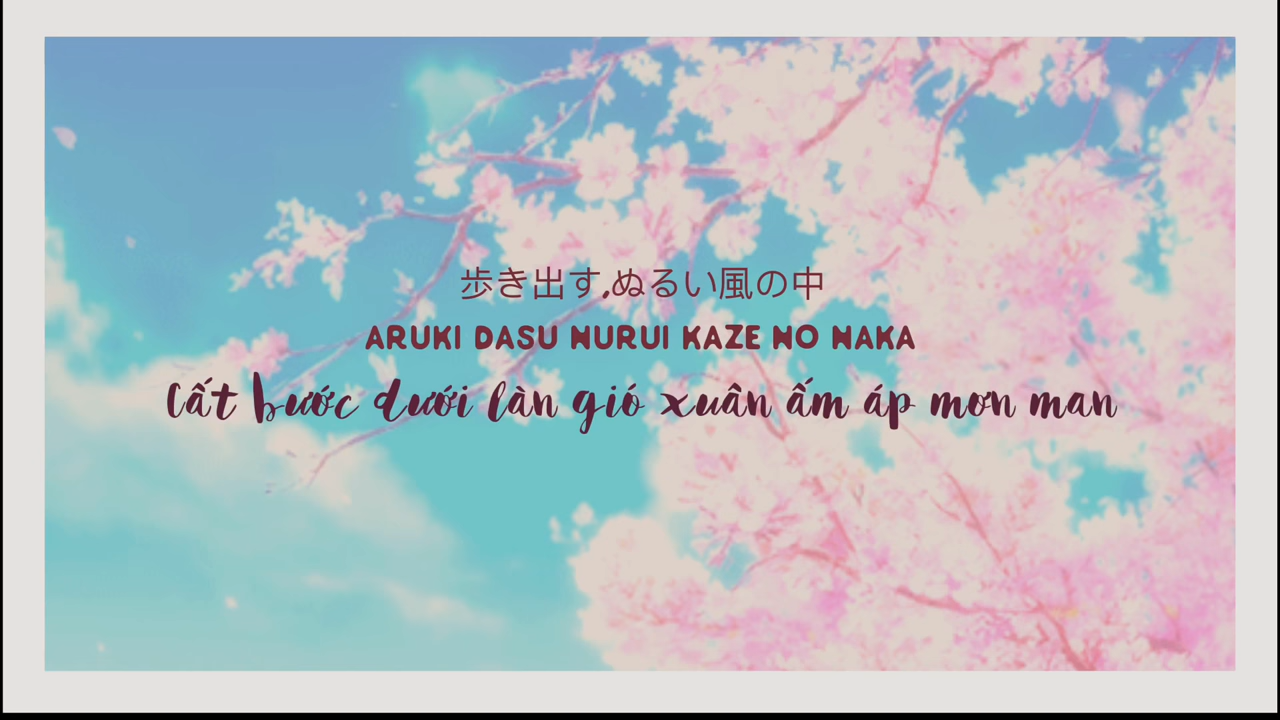 歩き出す,ぬるい風の中
ARUKI DASU NURUI KAZE NO NAKA
Cất bước dưới làn gió xuân ấm áp mơn man